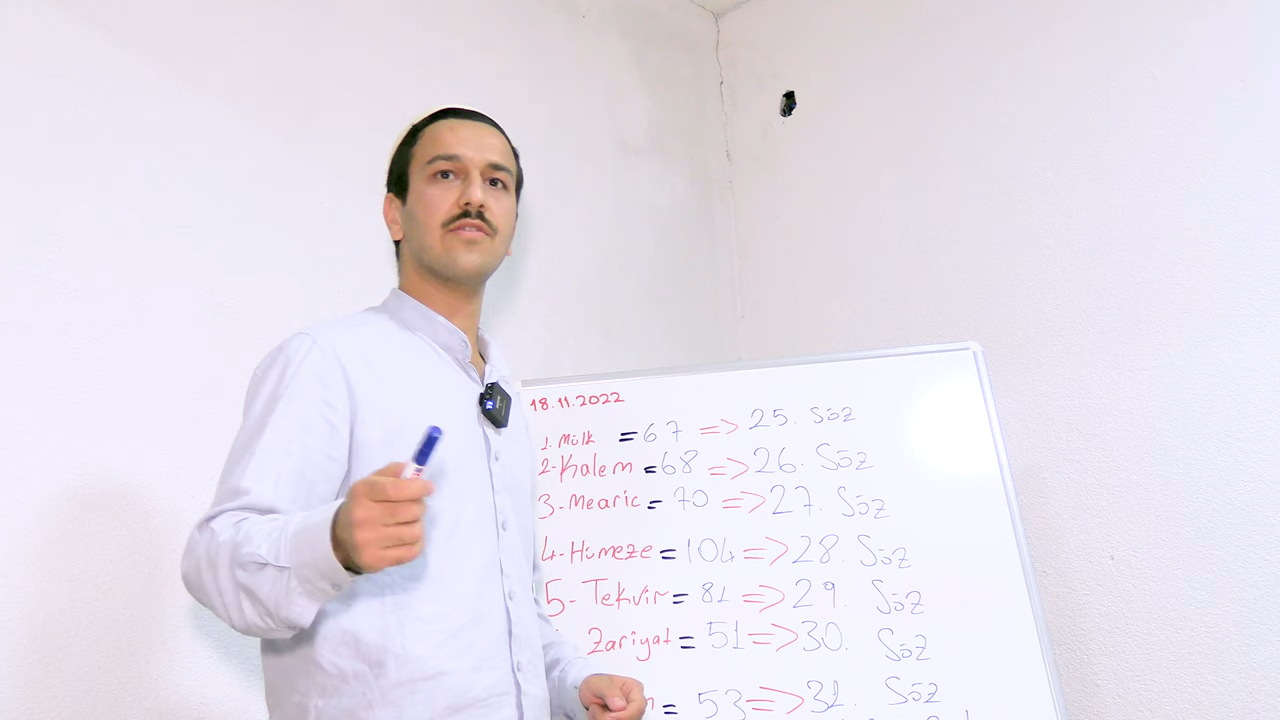 18.11.2022
1. Mülk = 67 => 25. Söz
2-Kalem = 68 => 26. Söz
3-Mearic = 70 => 27. Söz
4-Hümeze = 104 => 28. Söz
5-Tekvir = 81 => 29. Söz
Zariyat = 51 => 30. Söz
= 53 => 31. Söz